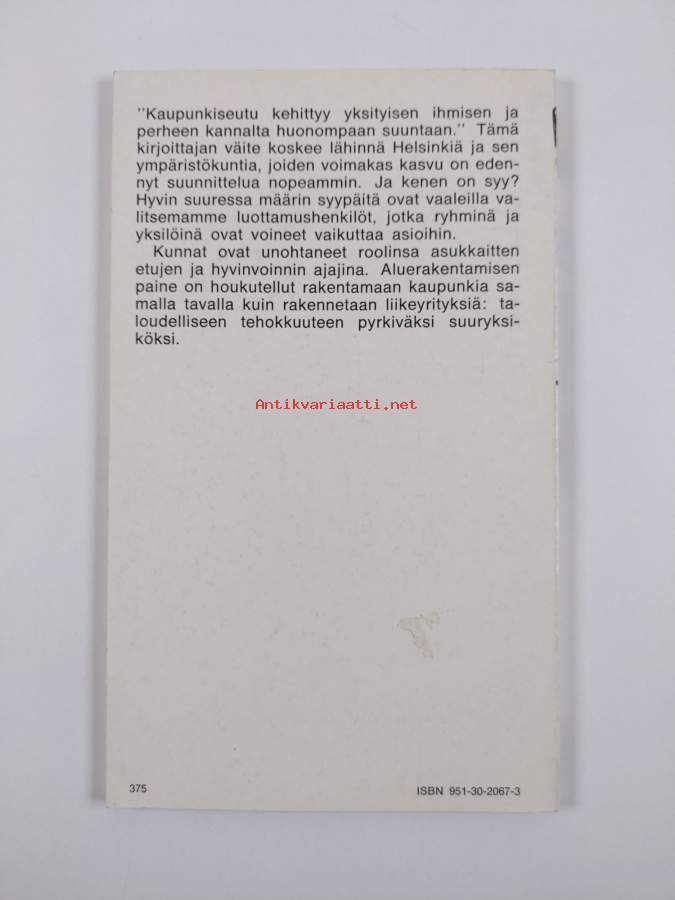 "Kaupunkiseutu kehittyy yksityisen ihmisen ja
perheen kannalta huonompaan suuntaan." Tämä
kirjoittajan väite koskee lähinnä Helsinkiä ja sen
ympäristökuntia, joiden voimakas kasvu on eden-
nyt suunnittelua nopeammin. Ja kenen on syy?
Hyvin suuressa määrin syypäitä ovat vaaleilla va-
litsemamme luottamushenkilöt, jotka ryhminä ja
yksilöinä ovat voineet vaikuttaa asioihin.
Kunnat ovat unohtaneet roolinsa asukkaitten
etujen ja hyvinvoinnin ajajina. Aluerakentamisen
paine on houkutellut rakentamaan kaupunkia sa-
malla tavalla kuin rakennetaan liikeyrityksiä: ta-
loudelliseen tehokkuuteen pyrkiväksi suuryksi-
köksi.
Antikvariaatti.net
375
ISBN 951-30-2067-3